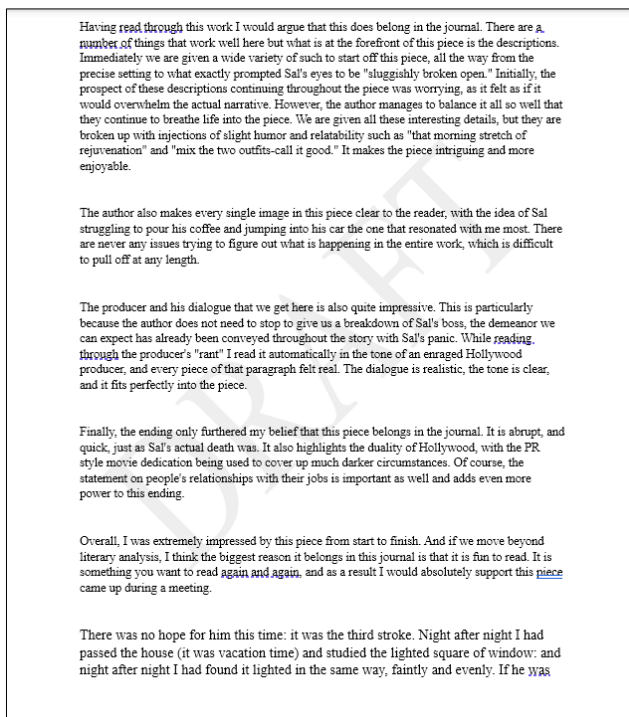 Having read through this work I would argue that this does belong in the journal. There are a
number of things that work well here but what is at the forefront of this piece is the descriptions.
Immediately we are given a wide variety of such to start off this piece, all the way from the
precise setting to what exactly prompted Sal's eyes to be "sluggishly broken open." Initially, the
prospect of these descriptions continuing throughout the piece was worrying, as it felt as if it
would overwhelm the actual narrative. However, the author manages to balance it all so well that
they continue to breathe life into the piece. We are given all these interesting details, but they are
broken up with injections of slight humor and relatability such as "that morning stretch of
rejuvenation" and "mix the two outfits-call it good." It makes the piece intriguing and more
enjoyable.
The author also makes every single image in this piece clear to the reader, with the idea of Sal
struggling to pour his coffee and jumping into his car the one that resonated with me most. There
are never any issues trying to figure out what is happening in the entire work, which is difficult
to pull off at any length.
The producer and his dialogue that we get here is also quite impressive. This is particularly
because the author does not need to stop to give us a breakdown of Sal's boss, the demeanor we
can expect has already been conveyed throughout the story with Sal's panic. While reading
through the producer's "rant" I read it automatically in the tone of an enraged Hollywood
producer, and every piece of that paragraph felt real. The dialogue is realistic, the tone is clear,
and it fits perfectly into the piece.
Finally, the ending only furthered my belief that this piece belongs in the journal. It is abrupt, and
quick, just as Sal's actual death was. It also highlights the duality of Hollywood, with the PR
style movie dedication being used to cover up much darker circumstances. Of course, the
statement on people's relationships with their jobs is important as well and adds even more
power to this ending.
Overall, I was extremely impressed by this piece from start to finish. And if we move beyond
literary analysis, I think the biggest reason it belongs in this journal is that it is fun to read. It is
something you want to read again and again, and as a result I would absolutely support this piece
came up during a meeting.
There was no hope for him this time: it was the third stroke. Night after night I had
passed the house (it was vacation time) and studied the lighted square of window: and
night after night I had found it lighted in the same way, faintly and evenly. If he was
DRAFT